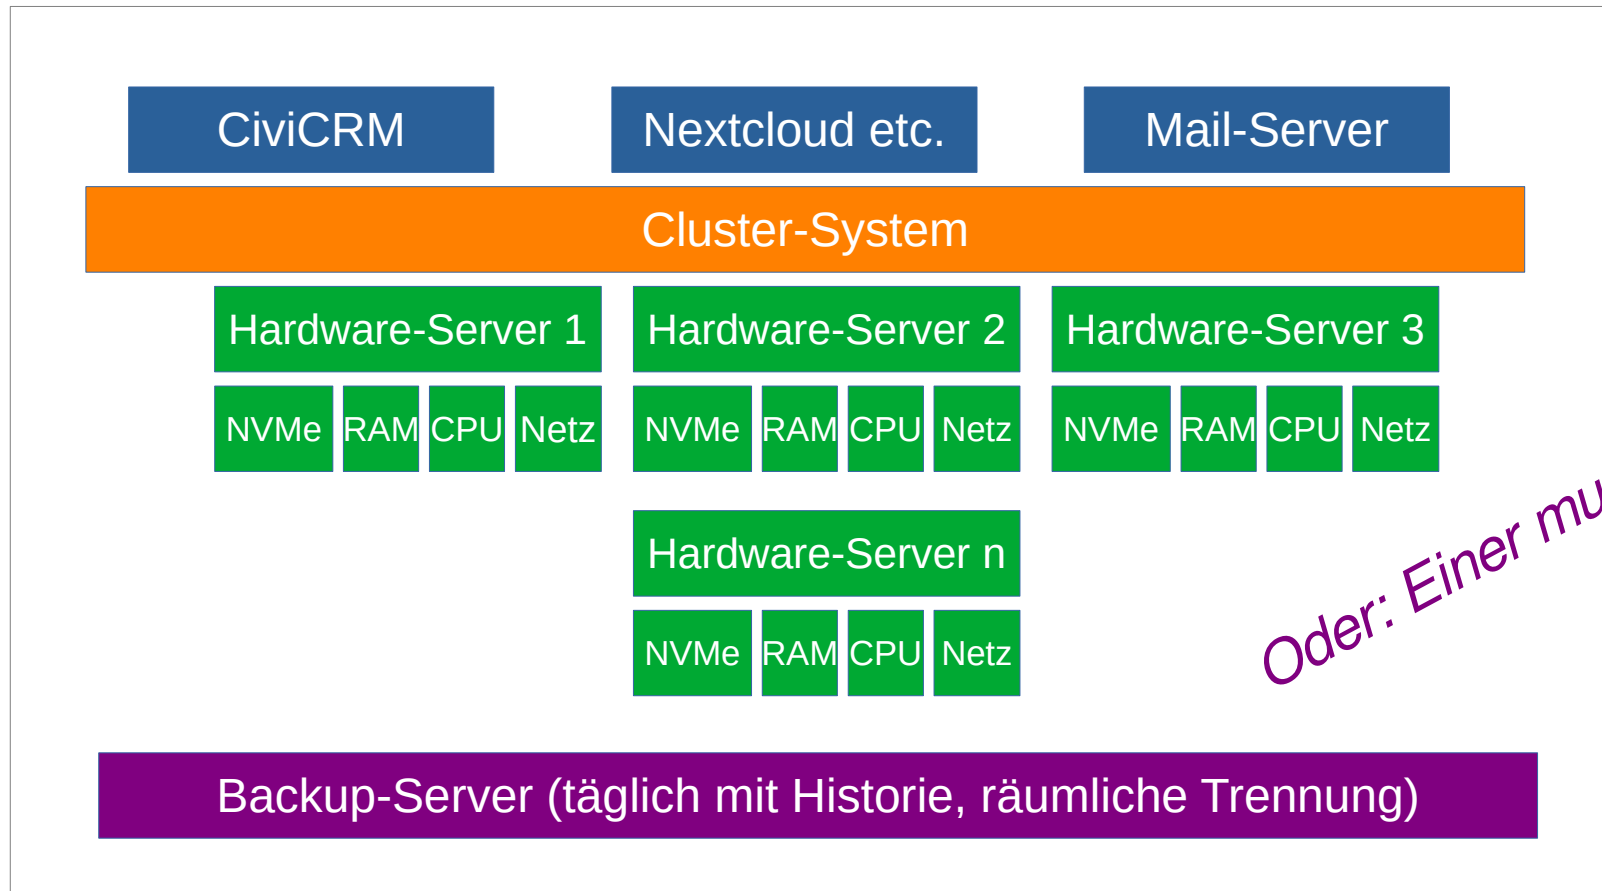 CiviCRM
Nextcloud etc.
Mail-Server
Cluster-System
Hardware-Server 1
Hardware-Server 2
Hardware-Server 3
NVMe RAM CPU Netz
NVMe RAM CPU Netz
NVMe RAM CPU Netz
Hardware-Server n
NVMe RAM CPU Netz
Oder: Einer
Backup-Server (täglich mit Historie, räumliche Trennung)